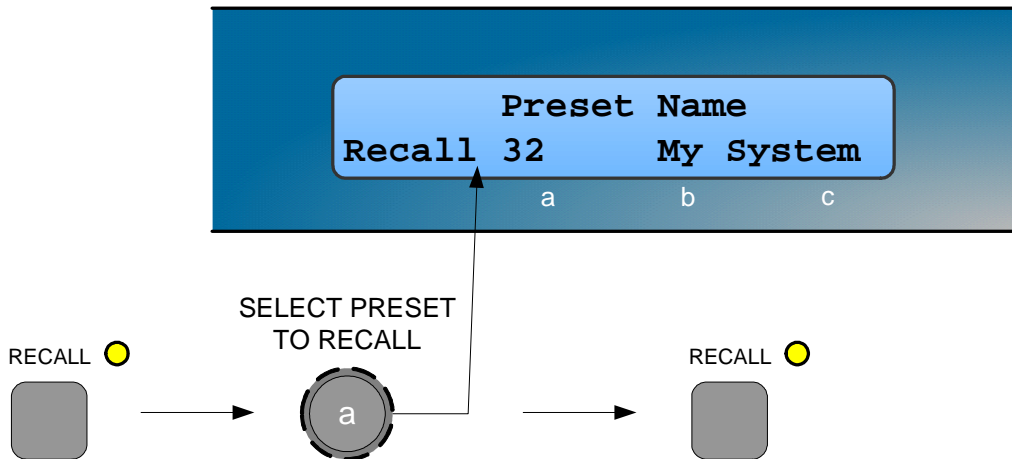 Preset Name
Recall 32 My System
a b c
SELECT PRESET
TO RECALL
RECALL
a
RECALL